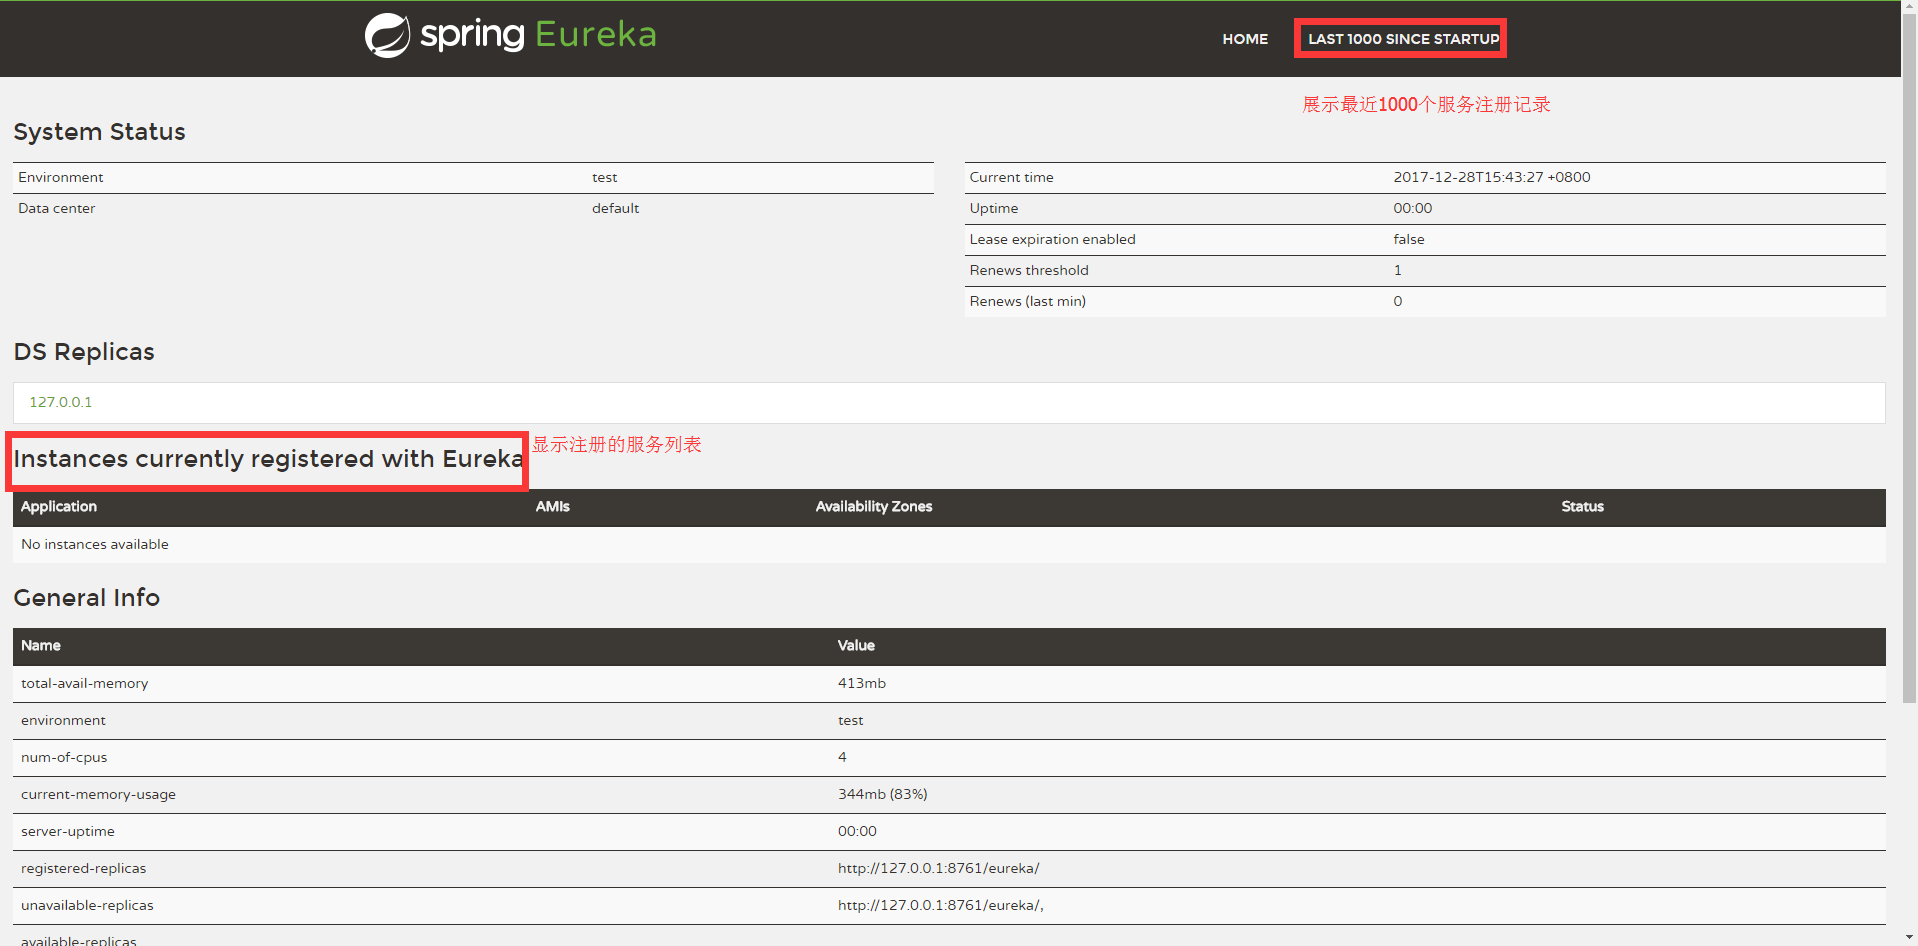 spring Eureka
HOME LAST 1000 SINCE STARTUP
展示最近1000个服务注册记录
System Status
Environment test
Data center default
Current time 2017-12-28T15:43:27 +0800
Uptime 00:00
Lease expiration enabled false
Renews threshold 1
Renews (last min) 0
DS Replicas
127.0.0.1
Instances currently registered with Eureka
显示注册的服务列表
Application AMIs Availability Zones Status
No instances available
General Info
Name Value
total-avail-memory 413mb
environment test
num-of-cpus 4
current-memory-usage 344mb (83%)
server-uptime 00:00
registered-replicas http://127.0.0.1:8761/eureka/
unavailable-replicas http://127.0.0.1:8761/eureka/,
available-replicas